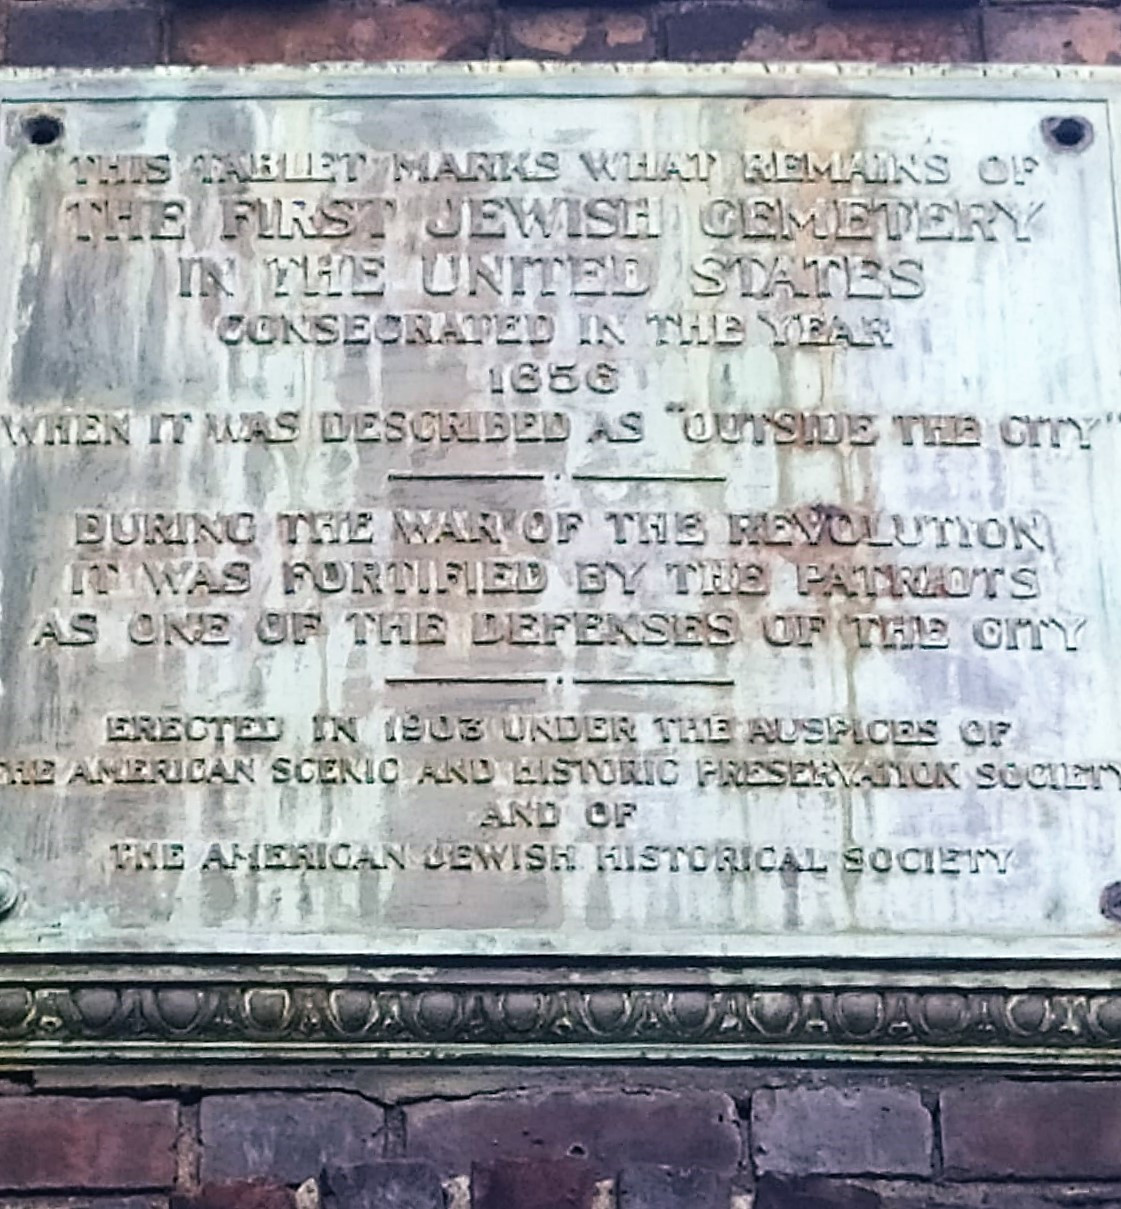 THIS TABLET MARKS WHAT REMAINS OF
THE FIRST JEWISH CEMETERY
IN THE UNITED STATES
CONSECRATED IN THE YEAR
1656
WHEN IT WAS DESCRIBED AS "OUTSIDE THE CITY"
DURING THE WAR OF THE REVOLUTION
IT WAS FORTIFIED BY THE PATRIOTS
AS ONE OF THE DEFENSES OF THE CITY
ERECTED IN 1903 UNDER THE AUSPICES OF
THE AMERICAN SCENIC AND HISTORIC PRESERVATION SOCIETY
AND OF
THE AMERICAN JEWISH HISTORICAL SOCIETY